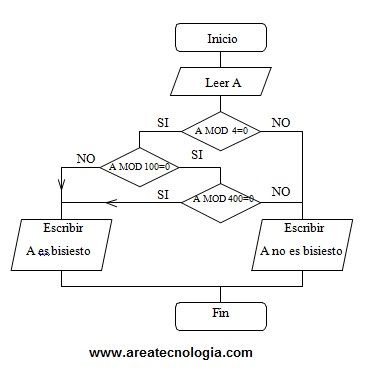 Inicio
Leer A
SI
A MOD 4=0
NO
NO
A MOD 100=0
SI
SI
A MOD 400=0
NO
Escribir
A es bisiesto
Escribir
A no es bisiesto
Fin
www.areatecnologia.com